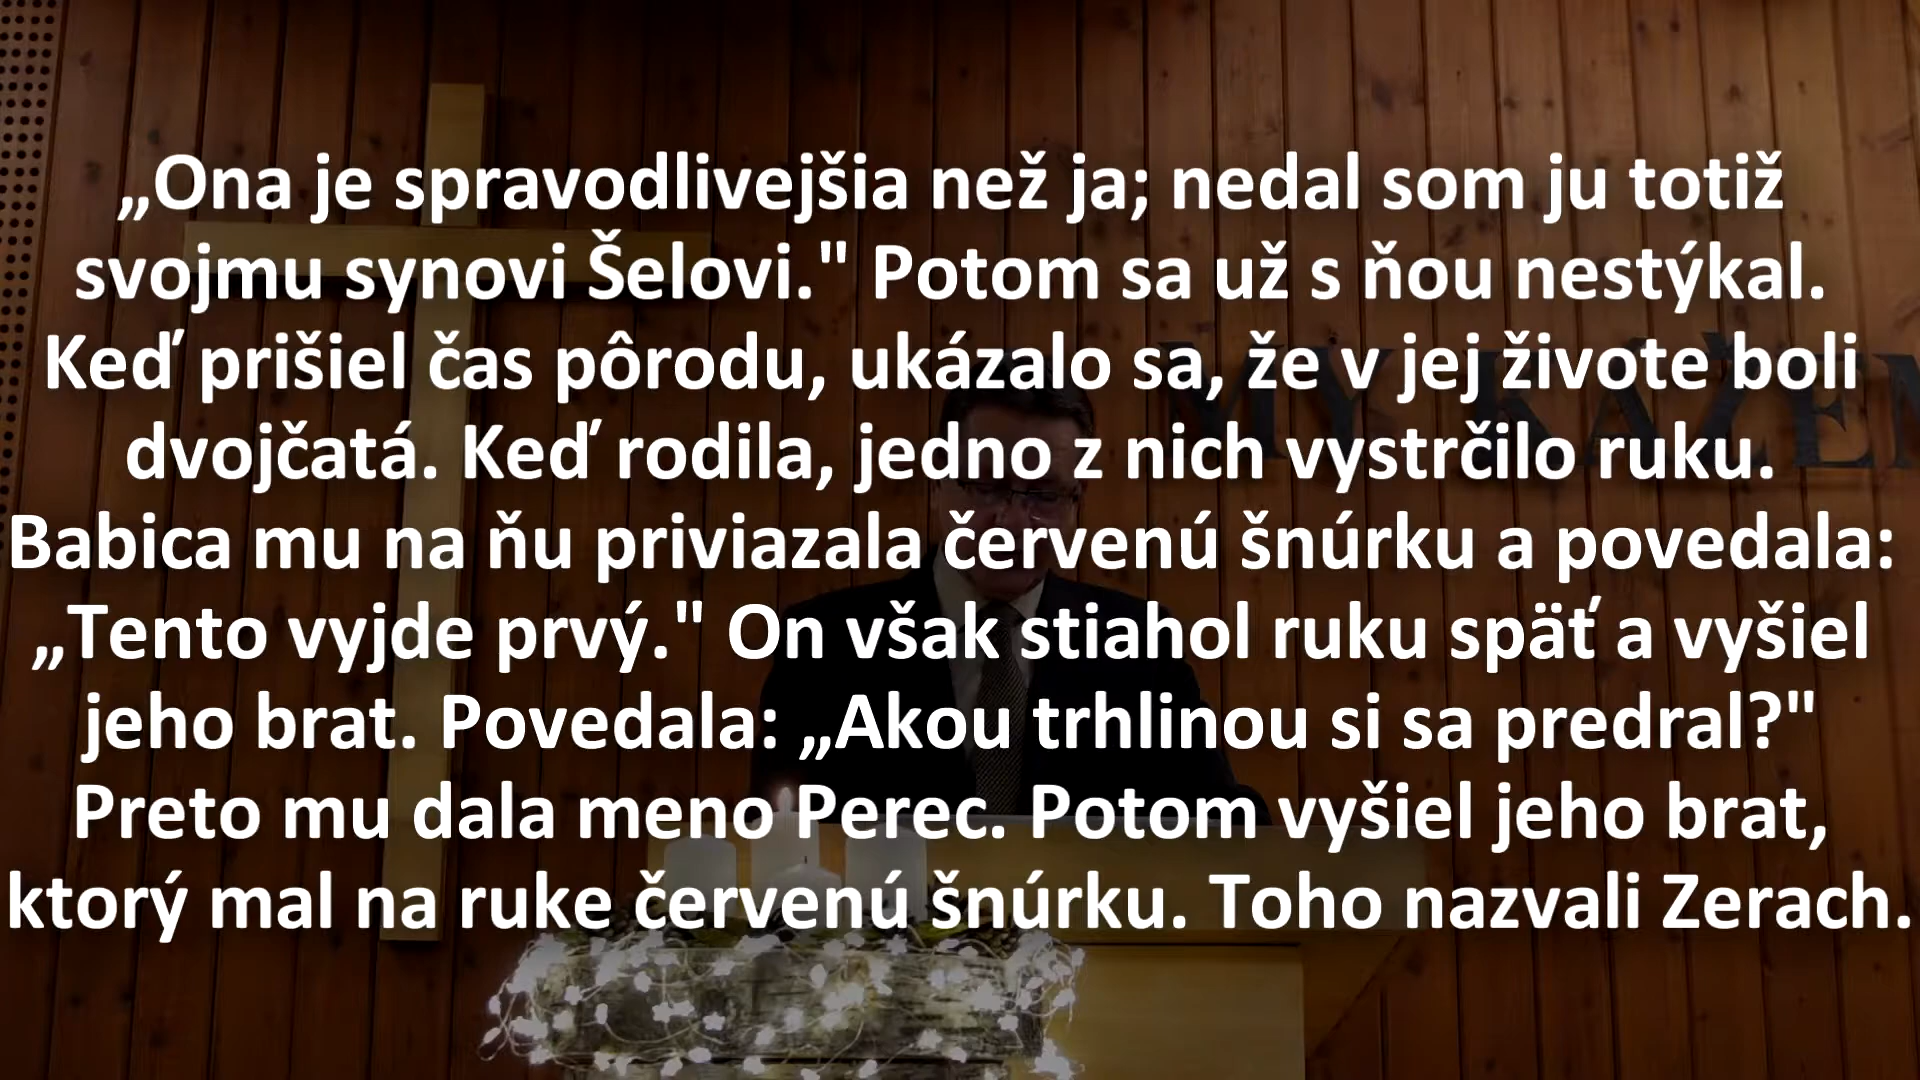 „Ona je spravodlivejšia než ja; nedal som ju totiž
svojmu synovi Šelovi." Potom sa už s ňou nestýkal.
Keď prišiel čas pôrodu, ukázalo sa, že v jej živote boli
dvojčatá. Keď rodila, jedno z nich vystrčilo ruku.
Babica mu na ňu priviazala červenú šnúrku a povedala:
„Tento vyjde prvý." On však stiahol ruku späť a vyšiel
jeho brat. Povedala: „Akou trhlinou si sa predral?"
Preto mu dala meno Perec. Potom vyšiel jeho brat,
ktorý mal na ruke červenú šnúrku. Toho nazvali Zerach.
MY KÁŽEM